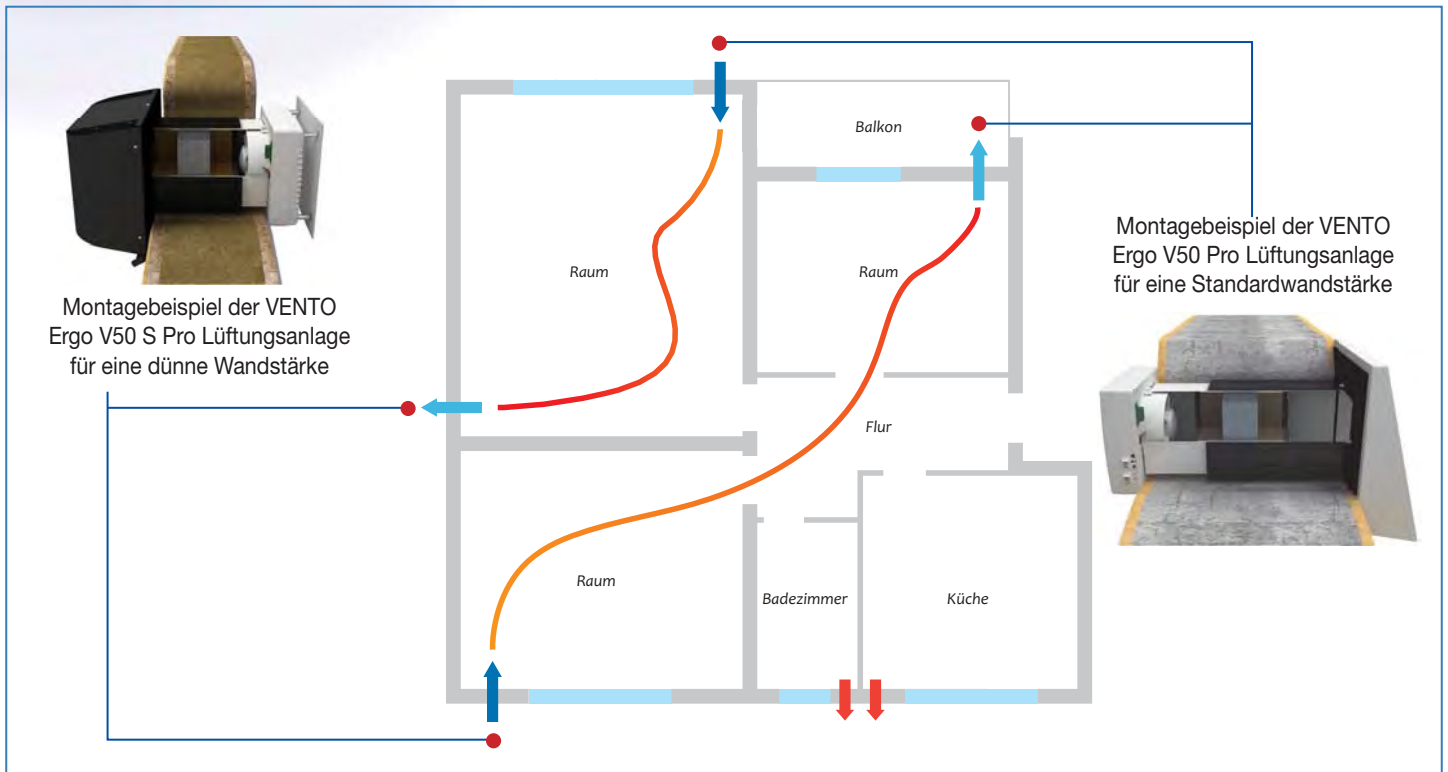 Montagebeispiel der VENTO
Ergo V50 S Pro Lüftungsanlage
für eine dünne Wandstärke
Balkon
Raum
Raum
Montagebeispiel der VENTO
Ergo V50 Pro Lüftungsanlage
für eine Standardwandstärke
Flur
Raum
Badezimmer
Küche